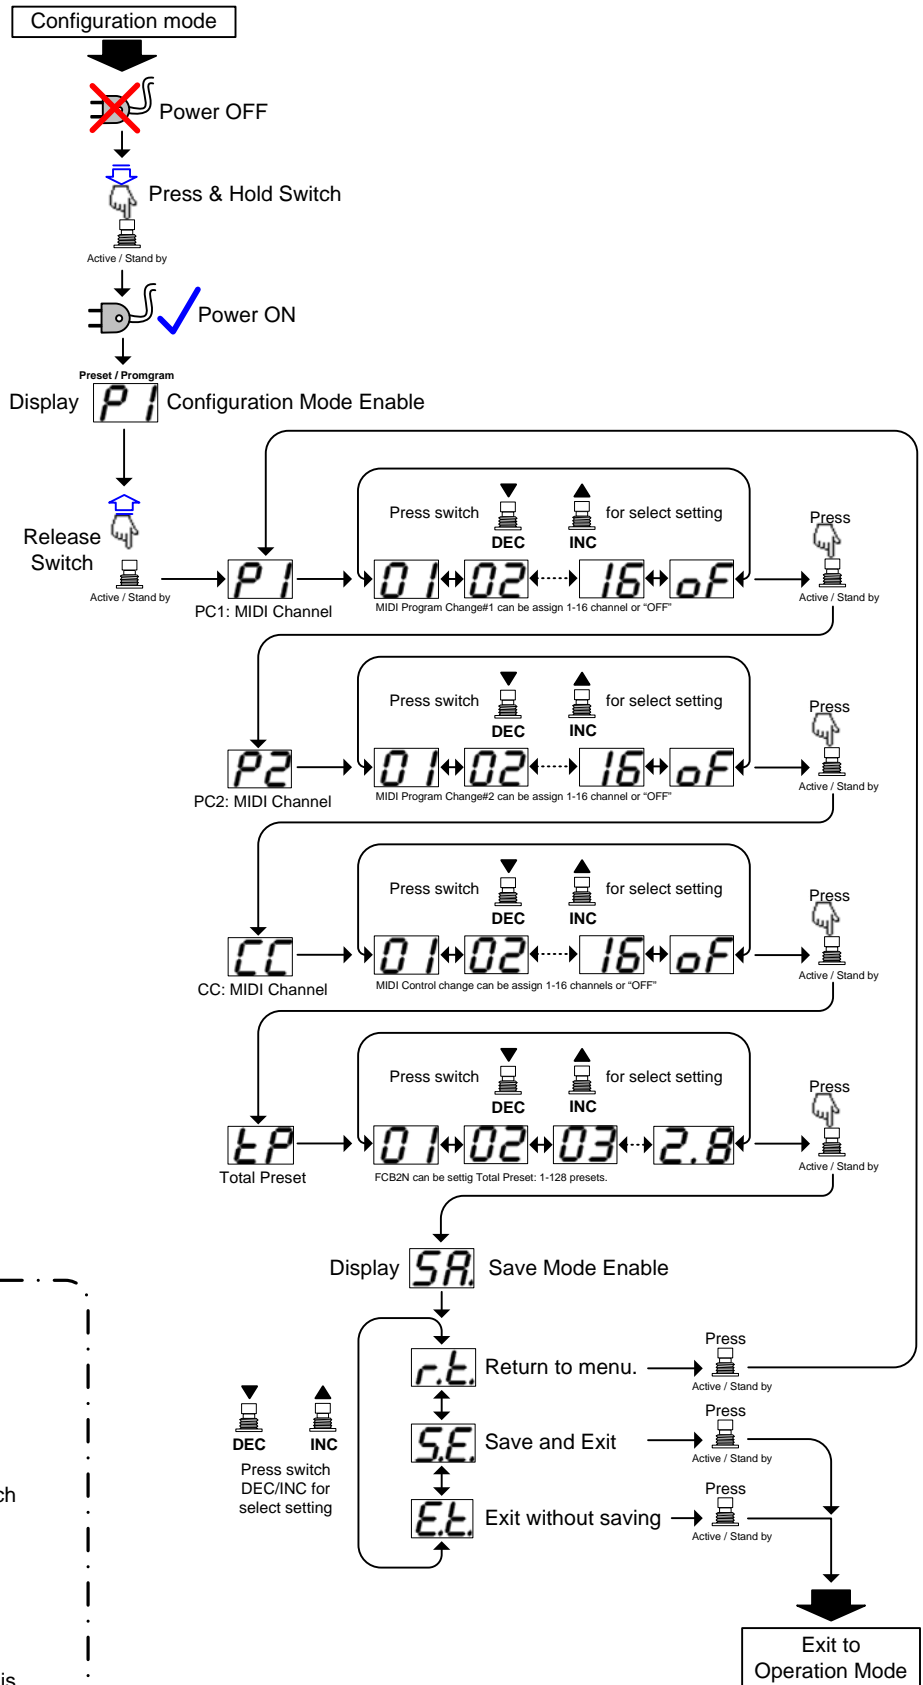 Configuration mode
Power OFF
Press & Hold Switch
Active / Stand by
Power ON
Preset / Promgram
Display P1 Configuration Mode Enable
Release
Switch
Active / Stand by
Press switch DEC INC for select setting
Press
P1 01 02 16 oF
Active / Stand by
PC1: MIDI Channel
MIDI Program Change#1 can be assign 1-16 channel or “OFF”
Press switch DEC INC for select setting
Press
P2 01 02 16 oF
Active / Stand by
PC2: MIDI Channel
MIDI Program Change#2 can be assign 1-16 channel or “OFF”
Press switch DEC INC for select setting
Press
CC 01 02 16 oF
Active / Stand by
CC: MIDI Channel
MIDI Control change can be assign 1-16 channels or “OFF”
Press switch DEC INC for select setting
Press
tP 01 02 03 2.8
Active / Stand by
Total Preset
FCB2N can be settig Total Preset: 1-128 presets.
Display SA. Save Mode Enable
r.t. Return to menu.
Press
Active / Stand by
S.E. Save and Exit
Press
Active / Stand by
E.t. Exit without saving
Press
Active / Stand by
DEC INC
Press switch
DEC/INC for
select setting
ch
is
Exit to
Operation Mode